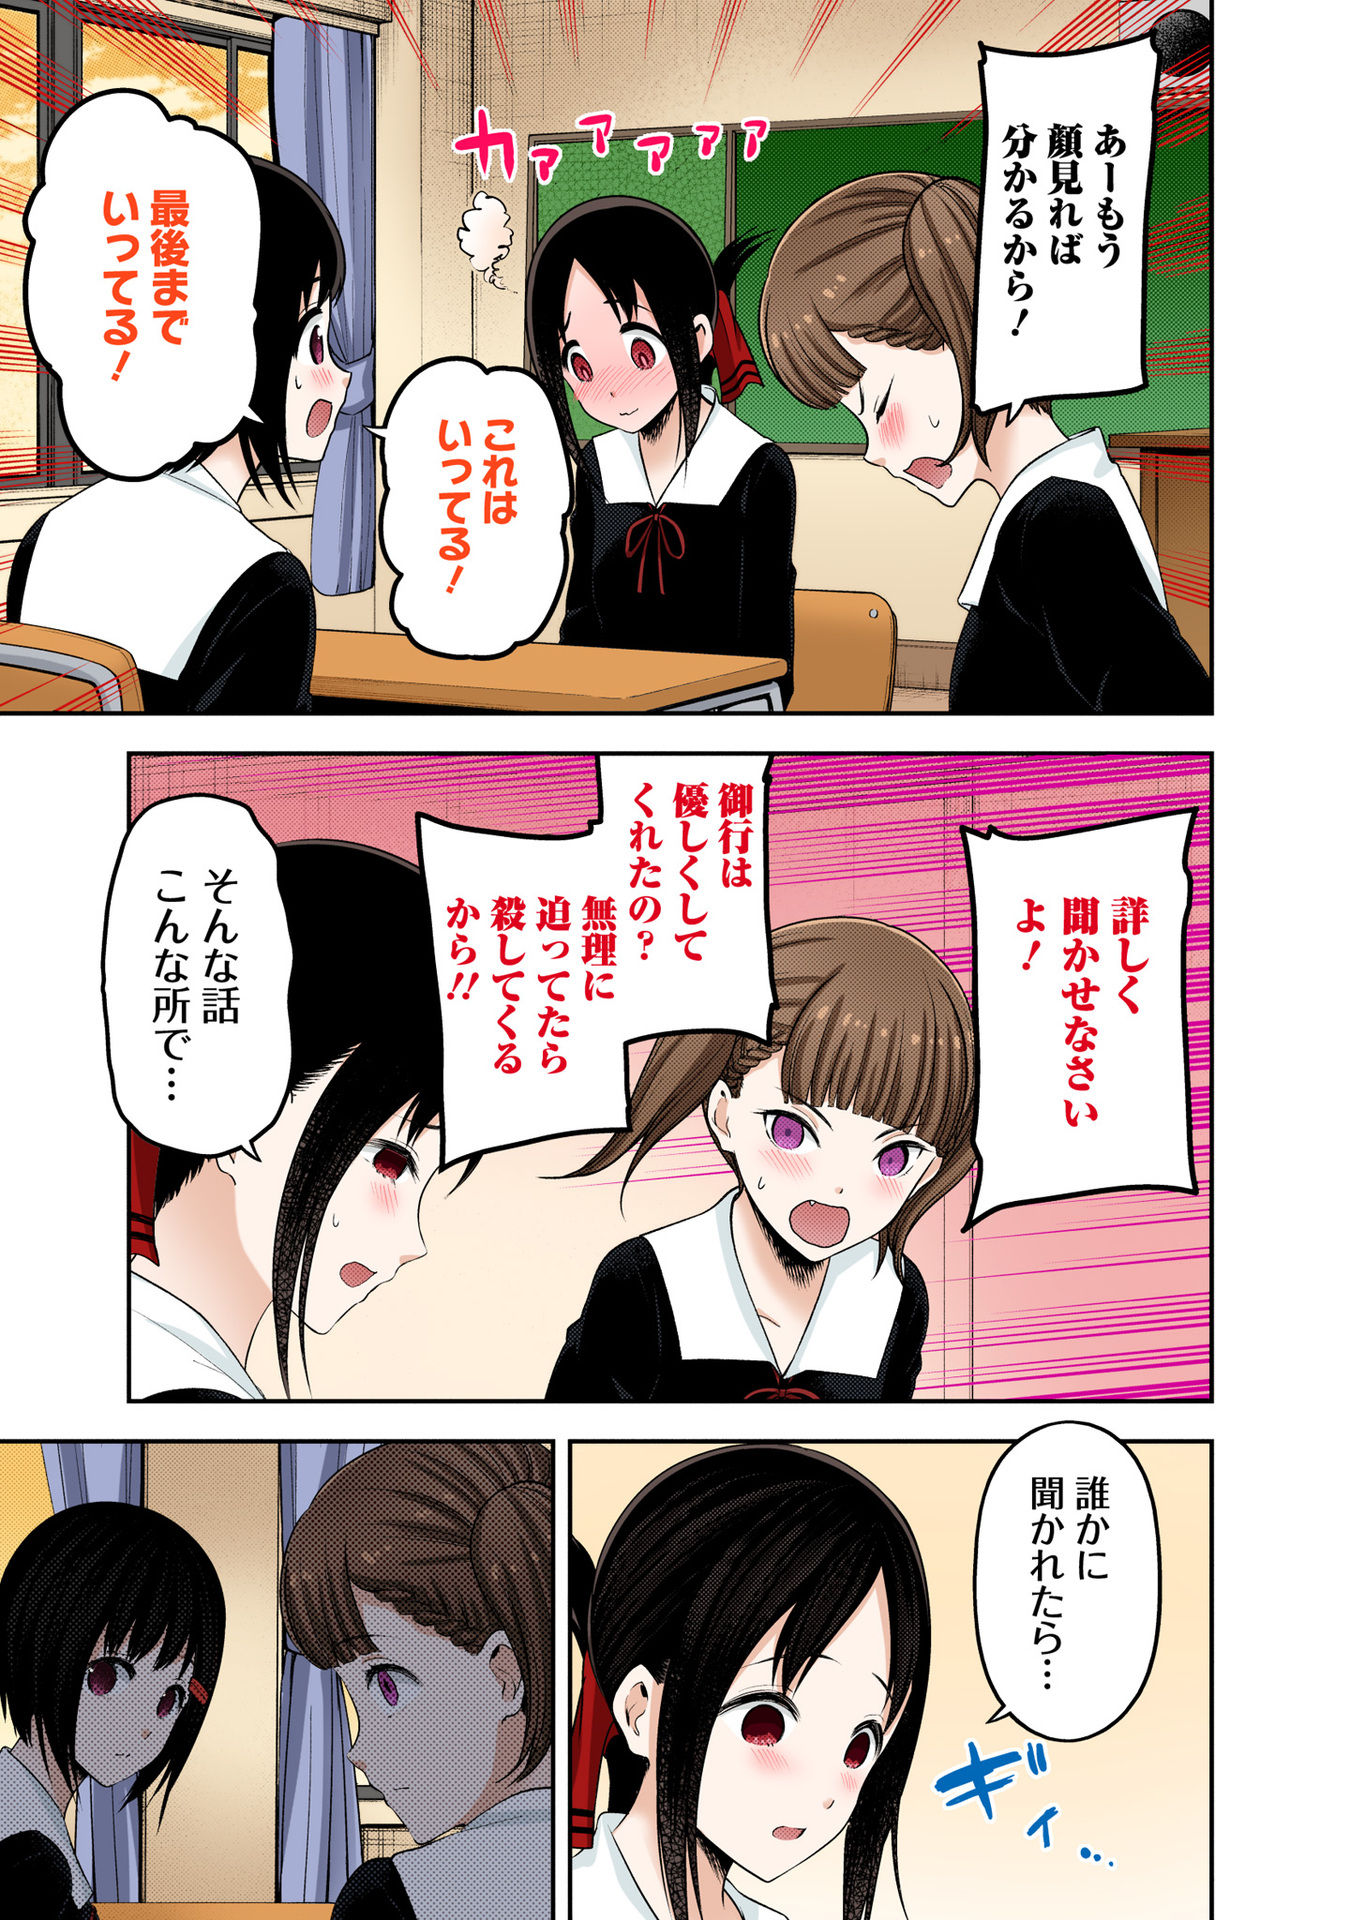 あーもう
顔見れば
分かるから！
カァァァァァ
これは
いってる！
最後まで
いってる！
詳しく
聞かせなさい
よ！
御行は
優しくして
くれたの？
無理に
迫ってたら
殺してくる
から!!
そんな話
こんな所で…
誰かに
聞かれたら…
ギィ…